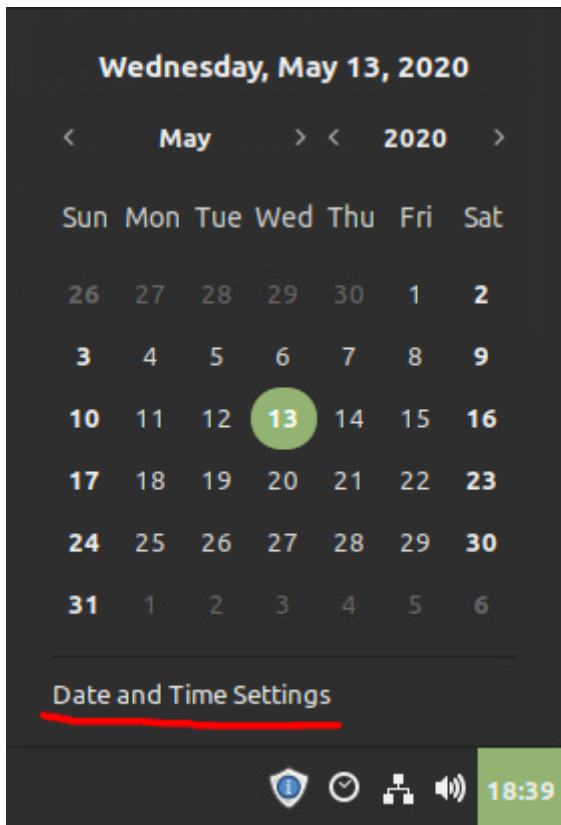 Wednesday, May 13, 2020
< May > < 2020 >
Sun Mon Tue Wed Thu Fri Sat
26 27 28 29 30 1 2
3 4 5 6 7 8 9
10 11 12 13 14 15 16
17 18 19 20 21 22 23
24 25 26 27 28 29 30
31 1 2 3 4 5 6
Date and Time Settings
18:39